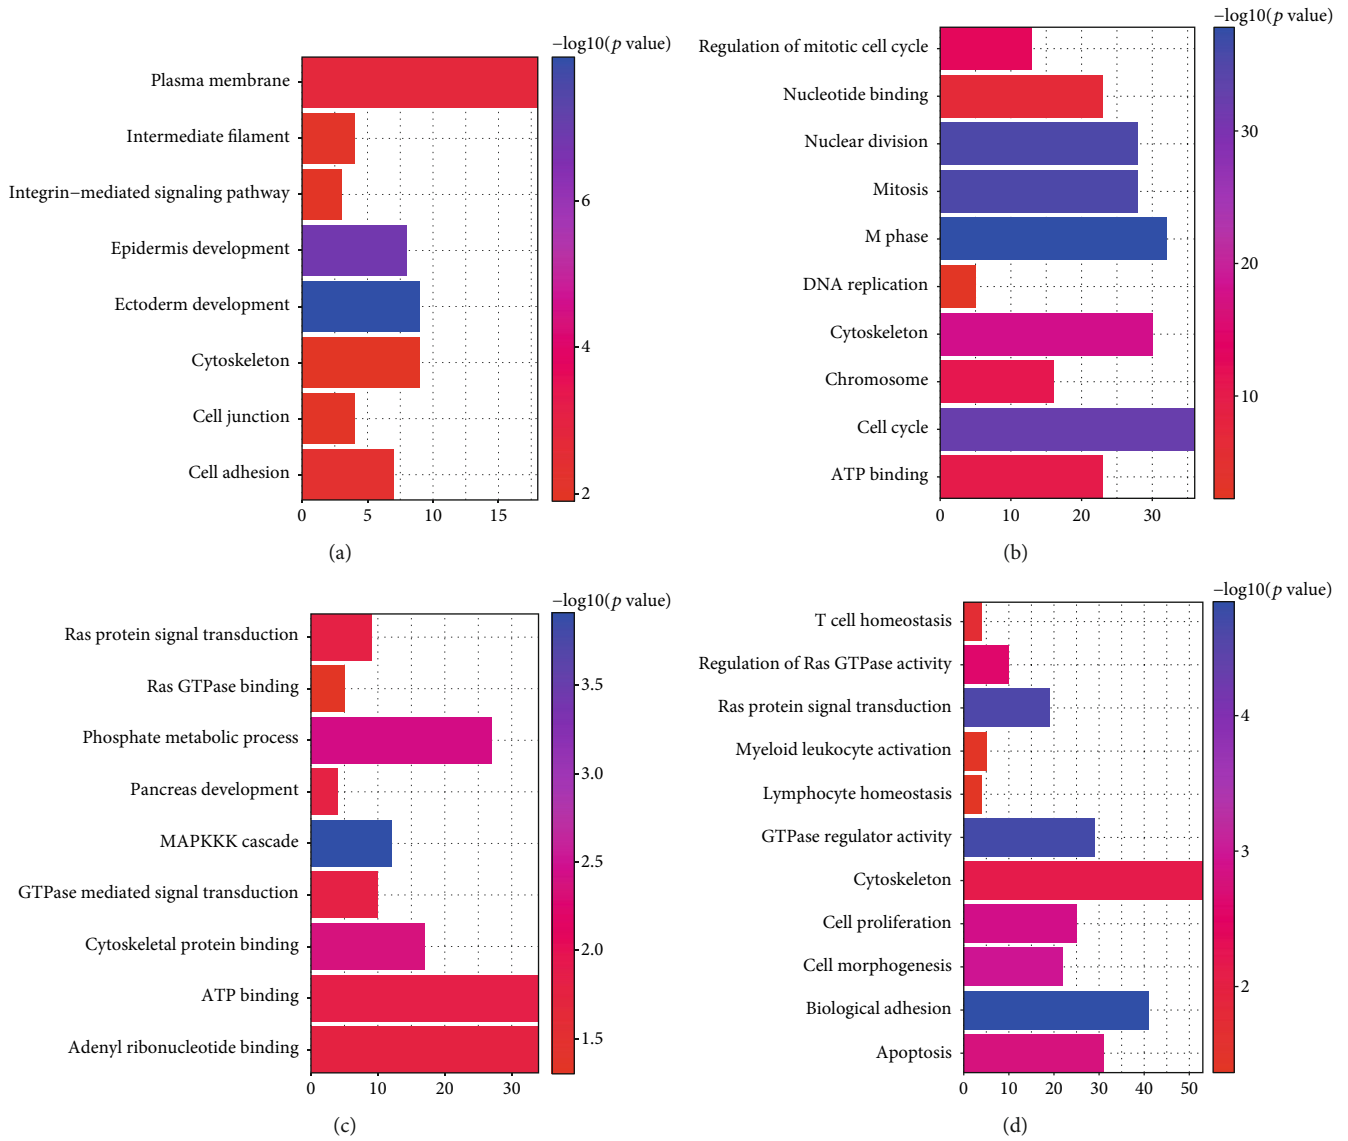 −log10(p value)
Plasma membrane
Intermediate filament
Integrin−mediated signaling pathway
Epidermis development
Ectoderm development
Cytoskeleton
Cell junction
Cell adhesion
6
4
2
0 5 10 15
(a)
−log10(p value)
Regulation of mitotic cell cycle
Nucleotide binding
Nuclear division
Mitosis
M phase
DNA replication
Cytoskeleton
Chromosome
Cell cycle
ATP binding
30
20
10
0 10 20 30
(b)
−log10(p value)
Ras protein signal transduction
Ras GTPase binding
Phosphate metabolic process
Pancreas development
MAPKKK cascade
GTPase mediated signal transduction
Cytoskeletal protein binding
ATP binding
Adenyl ribonucleotide binding
3.5
3.0
2.5
2.0
1.5
0 10 20 30
(c)
−log10(p value)
T cell homeostasis
Regulation of Ras GTPase activity
Ras protein signal transduction
Myeloid leukocyte activation
Lymphocyte homeostasis
GTPase regulator activity
Cytoskeleton
Cell proliferation
Cell morphogenesis
Biological adhesion
Apoptosis
4
3
2
0 10 20 30 40 50
(d)